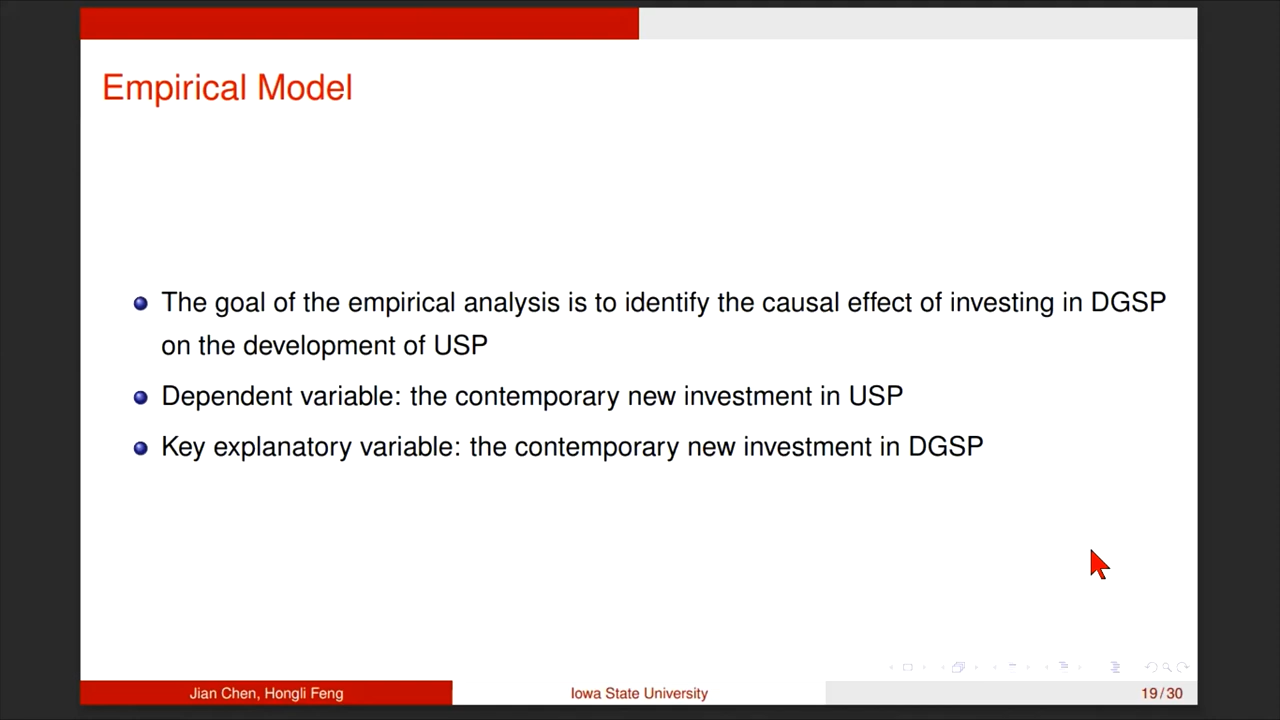 Empirical Model
The goal of the empirical analysis is to identify the causal effect of investing in DGSP
on the development of USP
Dependent variable: the contemporary new investment in USP
Key explanatory variable: the contemporary new investment in DGSP
Jian Chen, Hongli Feng
Iowa State University
19/30